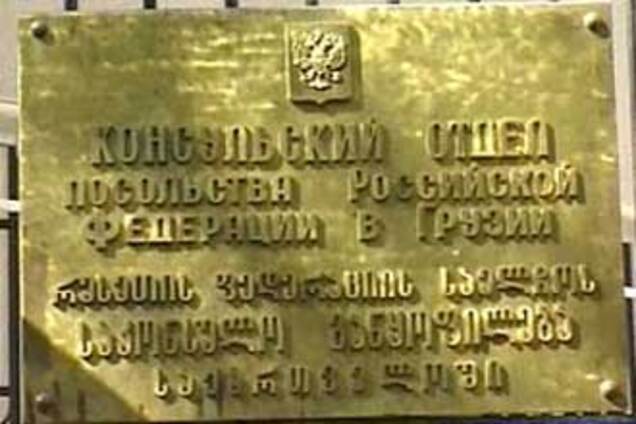 КОНСУЛЬСКИЙ ОТДЕЛ
ПОСОЛЬСТВА РОССИЙСКОЙ
ФЕДЕРАЦИИ В ГРУЗИИ
რუსეთის ფედერაციის საელჩოს
საკონსულო განყოფილება
საქართველოში